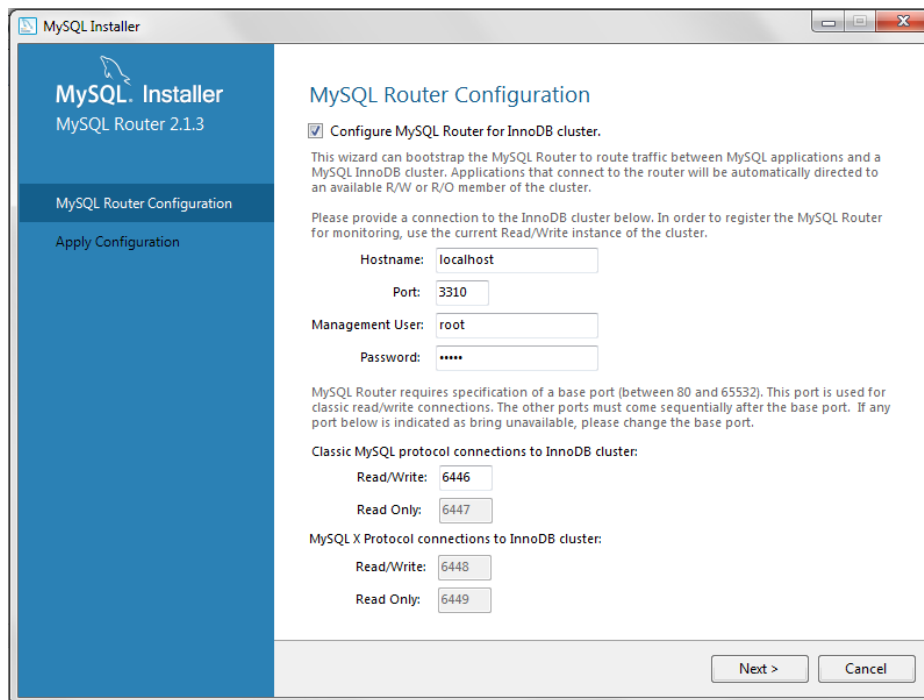 MySQL Installer
MySQL. Installer
MySQL Router 2.1.3
MySQL Router Configuration
Apply Configuration
MySQL Router Configuration
Configure MySQL Router for InnoDB cluster.
This wizard can bootstrap the MySQL Router to route traffic between MySQL applications and a
MySQL InnoDB cluster. Applications that connect to the router will be automatically directed to
an available R/W or R/O member of the cluster.
Please provide a connection to the InnoDB cluster below. In order to register the MySQL Router
for monitoring, use the current Read/Write instance of the cluster.
Hostname: localhost
Port: 3310
Management User: root
Password: •••••
MySQL Router requires specification of a base port (between 80 and 65532). This port is used for
classic read/write connections. The other ports must come sequentially after the base port. If any
port below is indicated as bring unavailable, please change the base port.
Classic MySQL protocol connections to InnoDB cluster:
Read/Write: 6446
Read Only: 6447
MySQL X Protocol connections to InnoDB cluster:
Read/Write: 6448
Read Only: 6449
Next > Cancel